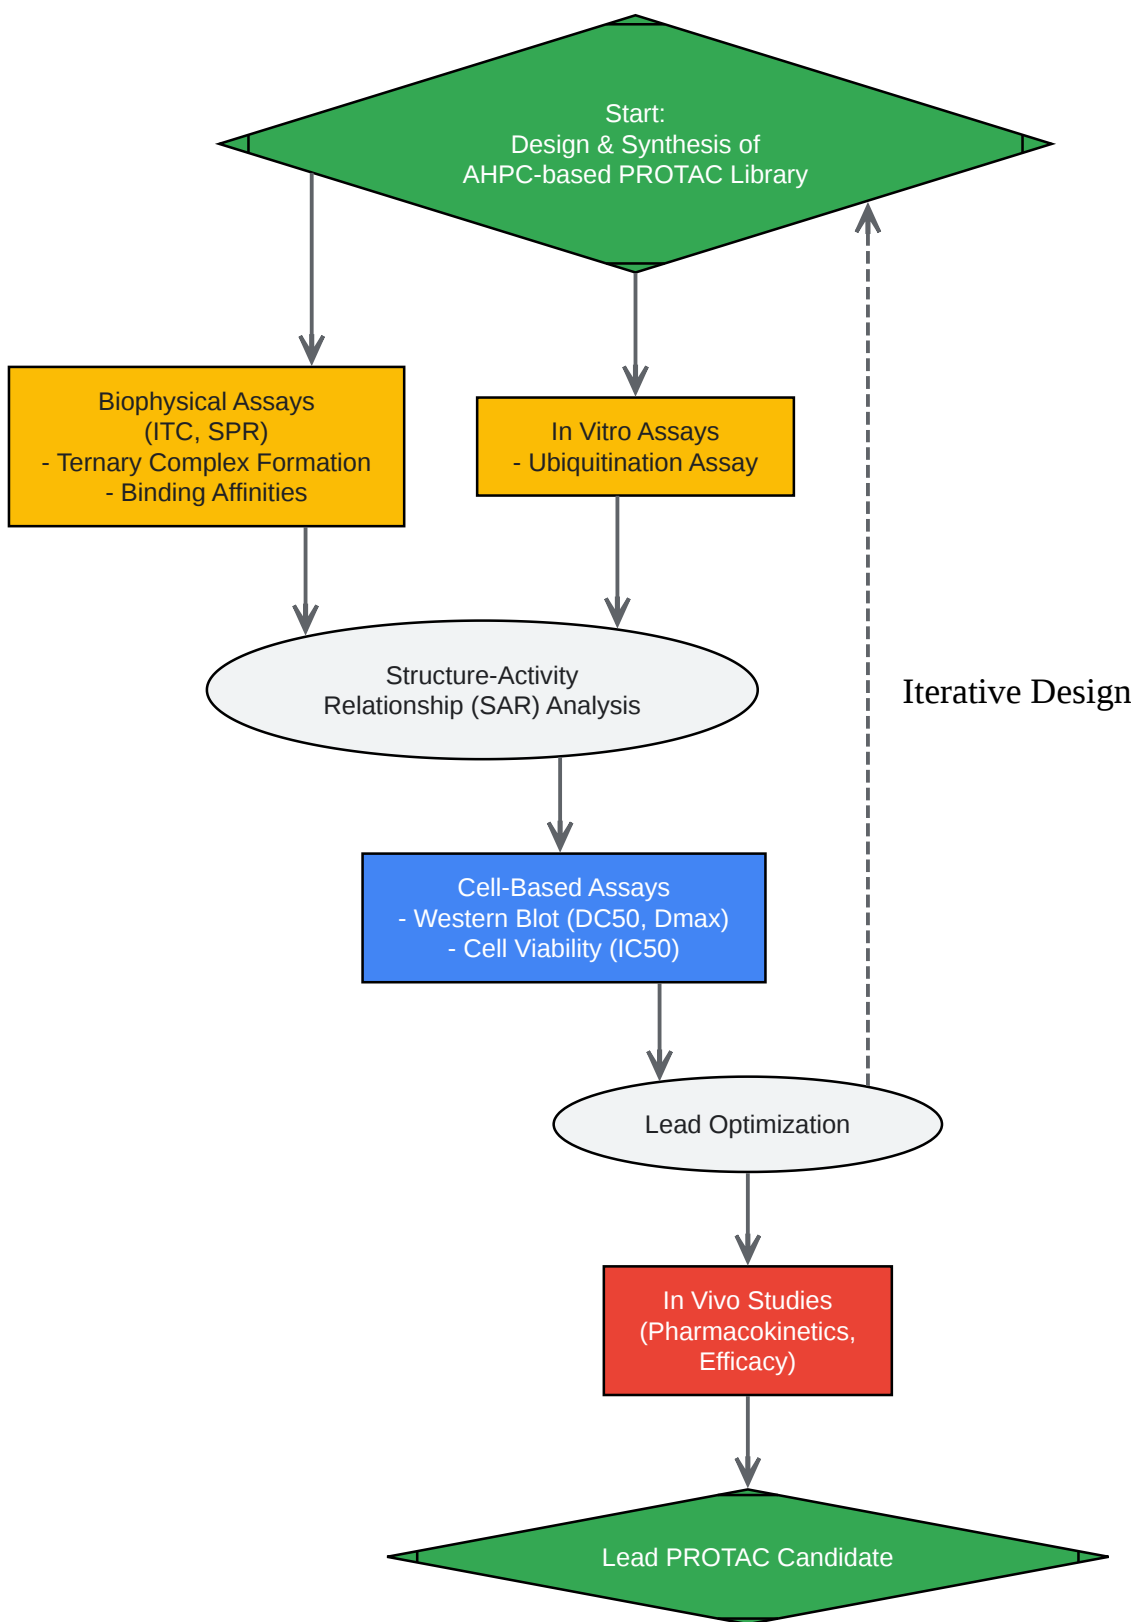 Start:
Design & Synthesis of
AHPC-based PROTAC Library
Biophysical Assays
(ITC, SPR)
- Ternary Complex Formation
- Binding Affinities
In Vitro Assays
- Ubiquitination Assay
Structure-Activity
Relationship (SAR) Analysis
Iterative Design
Cell-Based Assays
- Western Blot (DC50, Dmax)
- Cell Viability (IC50)
Lead Optimization
In Vivo Studies
(Pharmacokinetics,
Efficacy)
Lead PROTAC Candidate